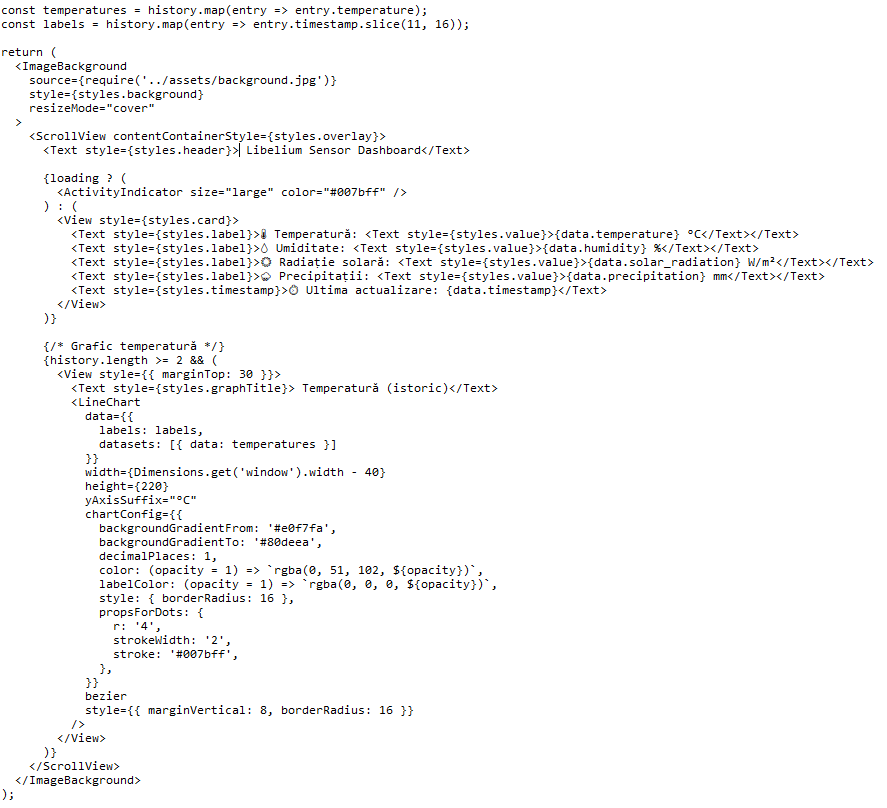 const temperatures = history.map(entry => entry.temperature);
const labels = history.map(entry => entry.timestamp.slice(11, 16));

return (
  <ImageBackground
    source={require('../assets/background.jpg')}
    style={styles.background}
    resizeMode="cover"
  >
    <ScrollView contentContainerStyle={styles.overlay}>
      <Text style={styles.header}> Libelium Sensor Dashboard</Text>

      {loading ? (
        <ActivityIndicator size="large" color="#007bff" />
      ) : (
        <View style={styles.card}>
          <Text style={styles.label}>🌡 Temperatură: <Text style={styles.value}>{data.temperature} °C</Text></Text>
          <Text style={styles.label}>💧 Umiditate: <Text style={styles.value}>{data.humidity} %</Text></Text>
          <Text style={styles.label}>🔆 Radiație solară: <Text style={styles.value}>{data.solar_radiation} W/m²</Text></Text>
          <Text style={styles.label}>🌧 Precipitații: <Text style={styles.value}>{data.precipitation} mm</Text></Text>
          <Text style={styles.timestamp}>⏱ Ultima actualizare: {data.timestamp}</Text>
        </View>
      )}

      {/* Grafic temperatură */}
      {history.length >= 2 && (
        <View style={{ marginTop: 30 }}>
          <Text style={styles.graphTitle}> Temperatură (istoric)</Text>
          <LineChart
            data={{
              labels: labels,
              datasets: [{ data: temperatures }]
            }}
            width={Dimensions.get('window').width - 40}
            height={220}
            yAxisSuffix="°C"
            chartConfig={{
              backgroundGradientFrom: '#e0f7fa',
              backgroundGradientTo: '#80deea',
              decimalPlaces: 1,
              color: (opacity = 1) => `rgba(0, 51, 102, ${opacity})`,
              labelColor: (opacity = 1) => `rgba(0, 0, 0, ${opacity})`,
              style: { borderRadius: 16 },
              propsForDots: {
                r: '4',
                strokeWidth: '2',
                stroke: '#007bff',
              },
            }}
            bezier
            style={{ marginVertical: 8, borderRadius: 16 }}
          />
        </View>
      )}
    </ScrollView>
  </ImageBackground>
);